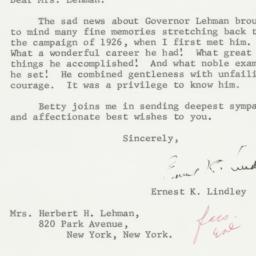 Dear Mrs. Lehman:
The sad news about Governor Lehman brou
to mind many fine memories stretching back t
the campaign of 1926, when I first met him.
What a wonderful career he had! What great
things he accomplished! And what noble exam
he set! He combined gentleness with unfaili
courage. It was a privilege to know him.
Betty joins me in sending deepest sympa
and affectionate best wishes to you.
Sincerely,
Ernest K. Lind
Ernest K. Lindley
Mrs. Herbert H. Lehman,
820 Park Avenue,
New York, New York.